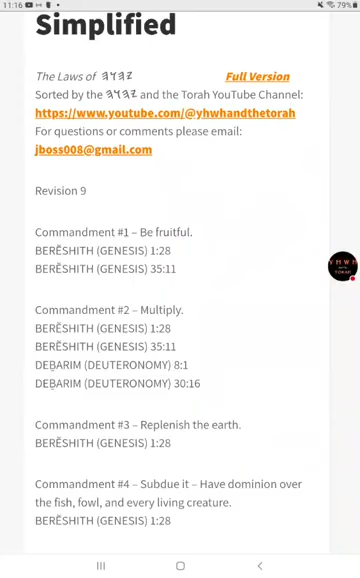 11:16
79%
Simplified
The Laws of 𐤉𐤄𐤅𐤄 Full Version
Sorted by the 𐤉𐤄𐤅𐤄 and the Torah YouTube Channel:
https://www.youtube.com/@yhwhandthetorah
For questions or comments please email:
jboss008@gmail.com
Revision 9
Commandment #1 – Be fruitful.
BERĔSHITH (GENESIS) 1:28
BERĔSHITH (GENESIS) 35:11
Commandment #2 – Multiply.
BERĔSHITH (GENESIS) 1:28
BERĔSHITH (GENESIS) 35:11
DEḆARIM (DEUTERONOMY) 8:1
DEḆARIM (DEUTERONOMY) 30:16
Commandment #3 – Replenish the earth.
BERĔSHITH (GENESIS) 1:28
Commandment #4 – Subdue it – Have dominion over
the fish, fowl, and every living creature.
BERĔSHITH (GENESIS) 1:28
YHWH
TORAH